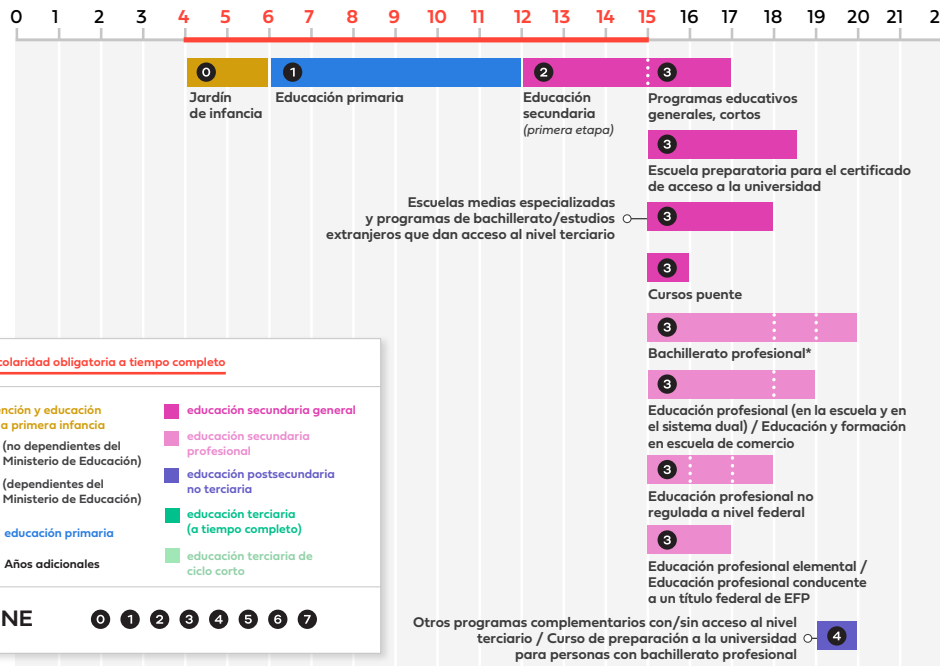 0 1 2 3 4 5 6 7 8 9 10 11 12 13 14 15 16 17 18 19 20 21 2
0 1 2 3
Jardín
de infancia
Educación primaria
Educación
secundaria
(primera etapa)
Programas educativos
generales, cortos
3
Escuela preparatoria para el certificado
de acceso a la universidad
Escuelas medias especializadas
y programas de bachillerato/estudios
extranjeros que dan acceso al nivel terciario
3
3
Cursos puente
3
Bachillerato profesional*
3
Educación profesional (en la escuela y en
el sistema dual) / Educación y formación
en escuela de comercio
3
Educación profesional no
regulada a nivel federal
3
Educación profesional elemental /
Educación profesional conducente
a un título federal de EFP
Otros programas complementarios con/sin acceso al nivel
terciario / Curso de preparación a la universidad
para personas con bachillerato profesional
4
colaridad obligatoria a tiempo completo
ención y educación
a primera infancia
(no dependientes del
Ministerio de Educación)
(dependientes del
Ministerio de Educación)
educación primaria
Años adicionales
educación secundaria general
educación secundaria
profesional
educación postsecundaria
no terciaria
educación terciaria
(a tiempo completo)
educación terciaria de
ciclo corto
NE 0 1 2 3 4 5 6 7